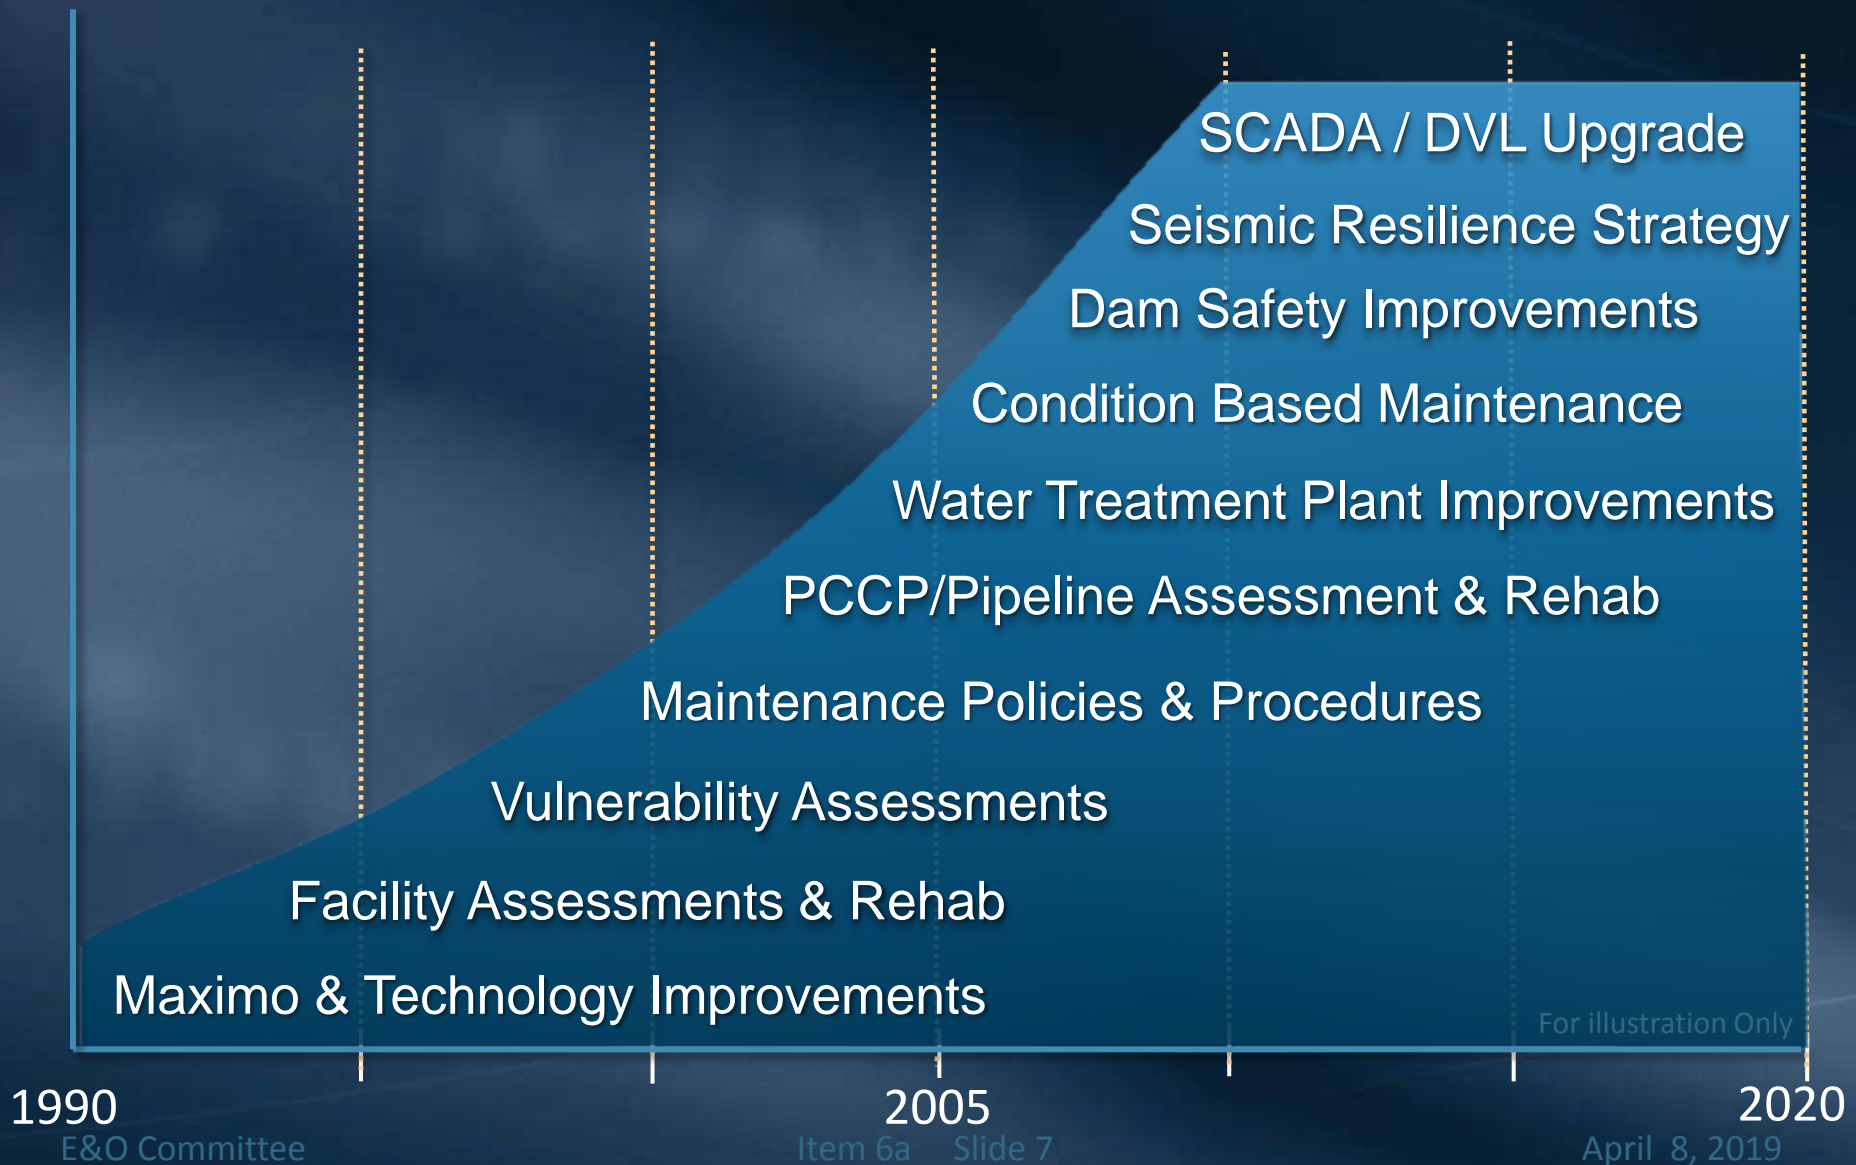 SCADA / DVL Upgrade
Seismic Resilience Strategy
Dam Safety Improvements
Condition Based Maintenance
Water Treatment Plant Improvements
PCCP/Pipeline Assessment & Rehab
Maintenance Policies & Procedures
Vulnerability Assessments
Facility Assessments & Rehab
Maximo & Technology Improvements
For illustration Only
1990 2005 2020
E&O Committee Item 6a Slide 7 April 8, 2019